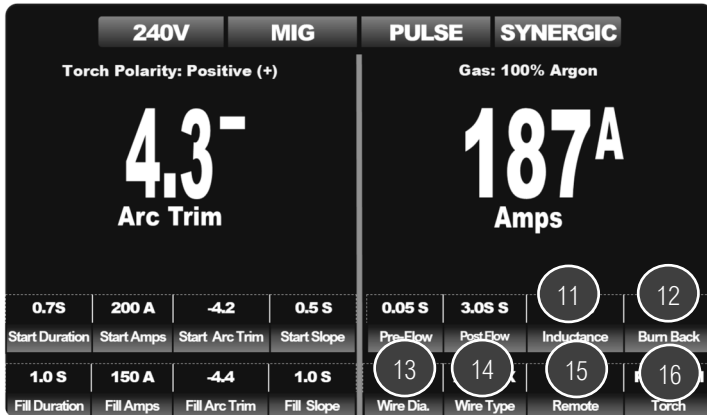 240V MIG PULSE SYNERGIC
Torch Polarity: Positive (+) Gas: 100% Argon
4.3- 187A
Arc Trim Amps
0.7S 200 A -4.2 0.5 S 0.05 S 3.0S S 11 12
Start Duration Start Amps Start Arc Trim Start Slope Pre-Flow Post Flow Inductance Burn Back
1.0 S 150 A -4.4 1.0 S 13 14 15 16
Fill Duration Fill Amps Fill Arc Trim Fill Slope Wire Dia. Wire Type Remote Torch